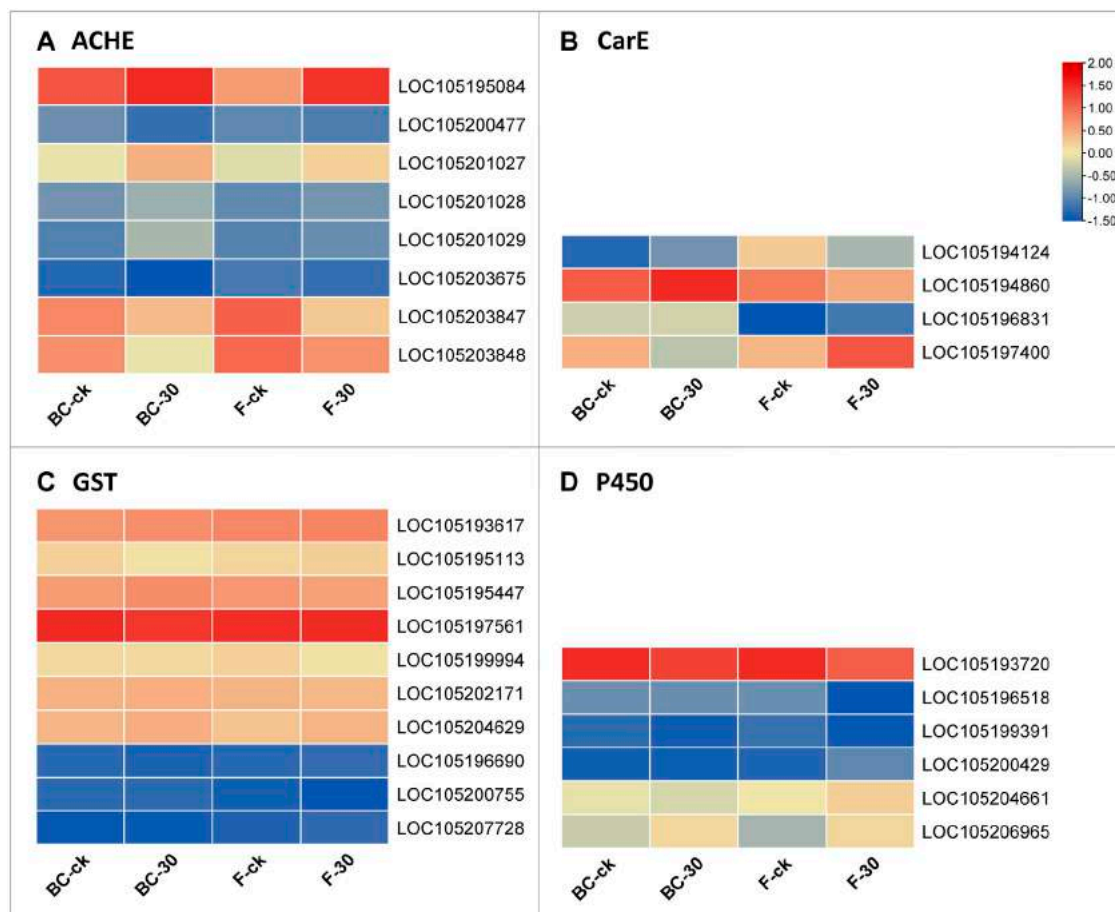 A ACHE
LOC105195084
LOC105200477
LOC105201027
LOC105201028
LOC105201029
LOC105203675
LOC105203847
LOC105203848
BC-ck
BC-30
F-ck
F-30
B CarE
2.00
1.50
1.00
0.50
0.00
-0.50
-1.00
-1.50
LOC105194124
LOC105194860
LOC105196831
LOC105197400
BC-ck
BC-30
F-ck
F-30
C GST
LOC105193617
LOC105195113
LOC105195447
LOC105197561
LOC105199994
LOC105202171
LOC105204629
LOC105196690
LOC105200755
LOC105207728
BC-ck
BC-30
F-ck
F-30
D P450
LOC105193720
LOC105196518
LOC105199391
LOC105200429
LOC105204661
LOC105206965
BC-ck
BC-30
F-ck
F-30